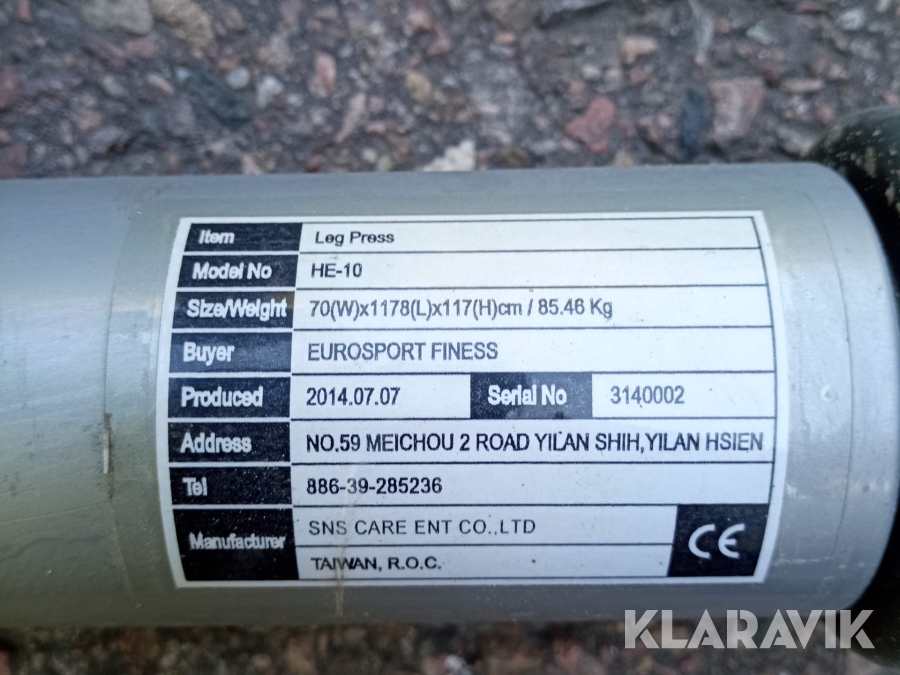 Item Leg Press
Model No HE-10
Size/Weight 70(W)x1178(L)x117(H)cm / 85.46 Kg
Buyer EUROSPORT FINESS
Produced 2014.07.07 Serial No 3140002
Address NO.59 MEICHOU 2 ROAD YILAN SHIH,YILAN HSIEN
Tel 886-39-285236
Manufacturer SNS CARE ENT CO.,LTD
TAIWAN, R.O.C.
CE
KLARAVIK